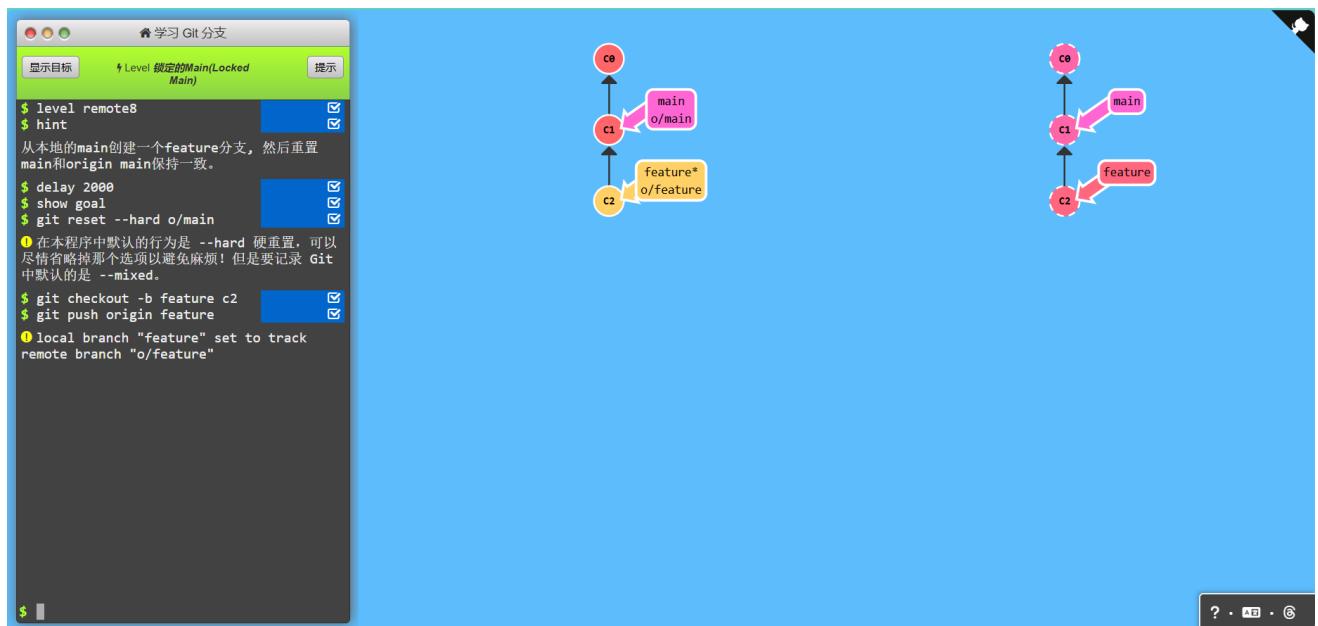 学习 Git 分支
显示目标
Level 锁定的Main(Locked
Main)
提示
$ level remote8
$ hint
从本地的main创建一个feature分支, 然后重置
main和origin main保持一致。
$ delay 2000
$ show goal
$ git reset --hard o/main
在本程序中默认的行为是 --hard 硬重置，可以
尽情省略掉那个选项以避免麻烦！但是要记录 Git
中默认的是 --mixed。
$ git checkout -b feature c2
$ git push origin feature
local branch "feature" set to track
remote branch "o/feature"
$
C0
main
o/main
C1
feature*
o/feature
C2
C0
main
C1
feature
C2
? · A文 ·